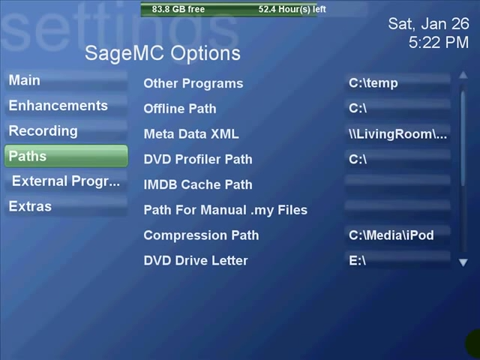 83.8 GB free 52.4 Hour(s) left
settings
Sat, Jan 26
5:22 PM
SageMC Options
Main
Enhancements
Recording
Paths
External Progr...
Extras
Other Programs C:\temp
Offline Path C:\
Meta Data XML \\LivingRoom\...
DVD Profiler Path C:\
IMDB Cache Path
Path For Manual .my Files
Compression Path C:\Media\iPod
DVD Drive Letter E:\